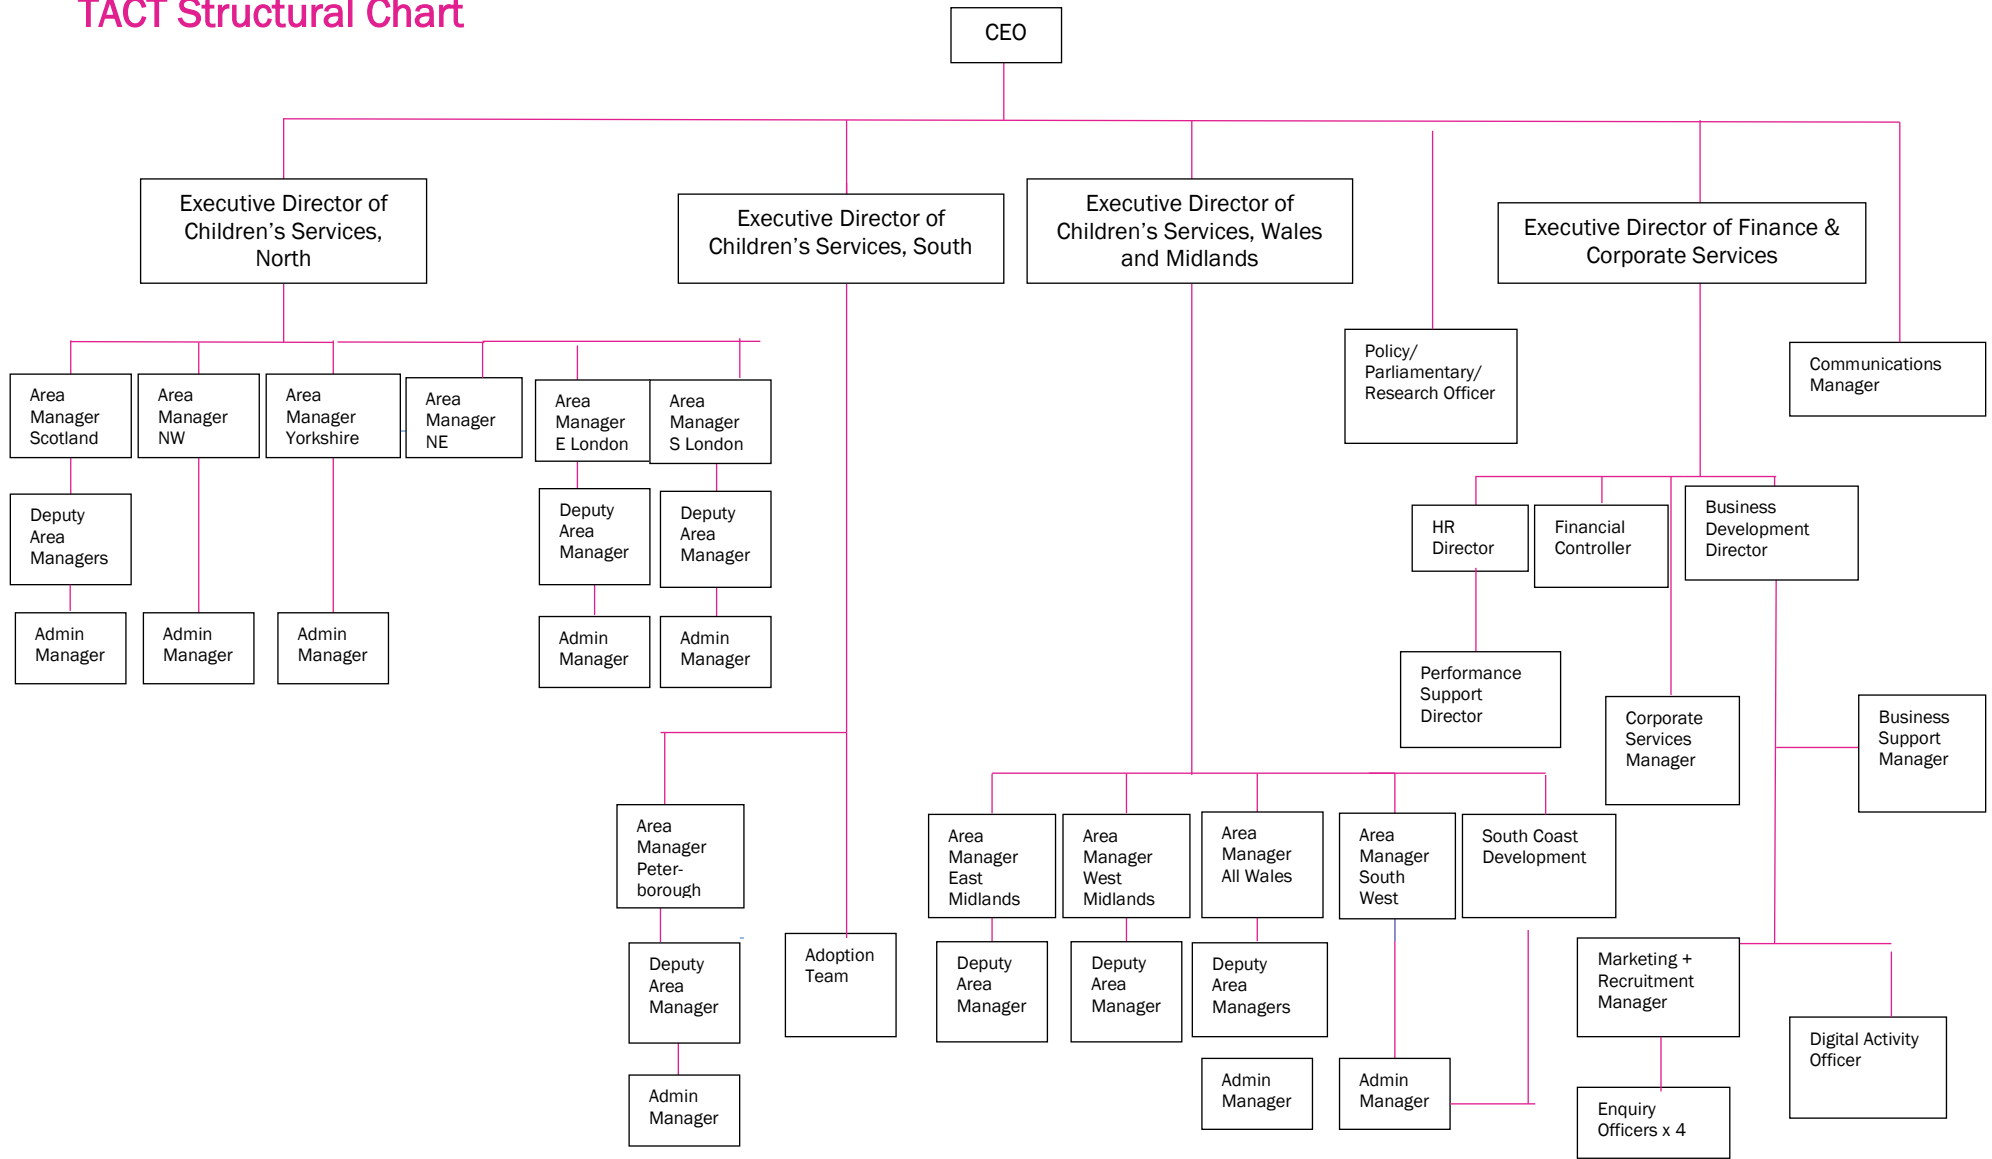 TACT Structural Chart
CEO
Executive Director of
Children’s Services,
North
Executive Director of
Children’s Services, South
Executive Director of
Children’s Services, Wales
and Midlands
Executive Director of Finance &
Corporate Services
Policy/
Parliamentary/
Research Officer
Communications
Manager
Area
Manager
Scotland
Area
Manager
NW
Area
Manager
Yorkshire
Area
Manager
NE
Area
Manager
E London
Area
Manager
S London
Deputy
Area
Managers
Deputy
Area
Manager
Deputy
Area
Manager
HR
Director
Financial
Controller
Business
Development
Director
Admin
Manager
Admin
Manager
Admin
Manager
Admin
Manager
Admin
Manager
Performance
Support
Director
Corporate
Services
Manager
Business
Support
Manager
Area
Manager
Peter-
borough
Area
Manager
East
Midlands
Area
Manager
West
Midlands
Area
Manager
All Wales
Area
Manager
South
West
South Coast
Development
Deputy
Area
Manager
Adoption
Team
Deputy
Area
Manager
Deputy
Area
Manager
Deputy
Area
Managers
Marketing +
Recruitment
Manager
Digital Activity
Officer
Admin
Manager
Admin
Manager
Admin
Manager
Enquiry
Officers x 4